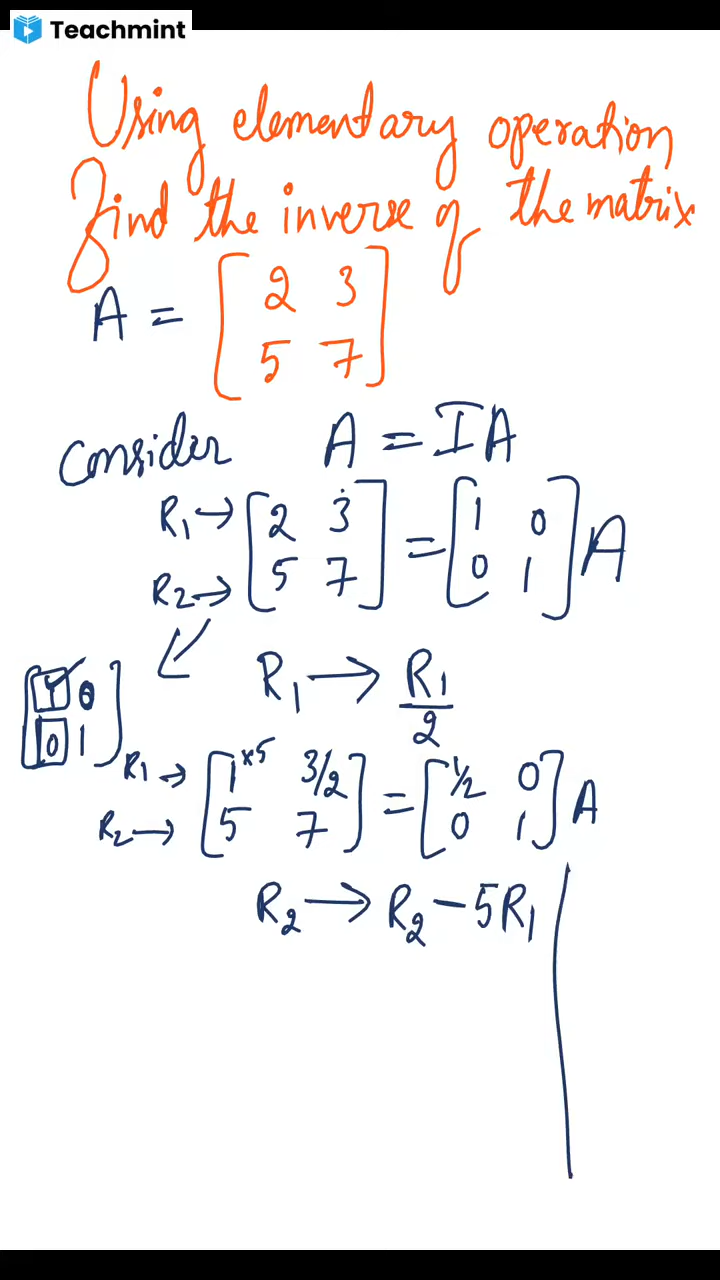 Teachmint
Using elementary operation
Find the inverse of the matrix
A = [2 3
5 7]
Consider A = IA
R₁→ [2 3
R₂→ 5 7] = [1 0
0 1] A
R₁ → R₁/2
[1 0
0 1]
R₁→ [1ˣ⁵ 3/2
R₂→ 5 7] = [1/2 0
0 1] A
R₂ → R₂ − 5R₁